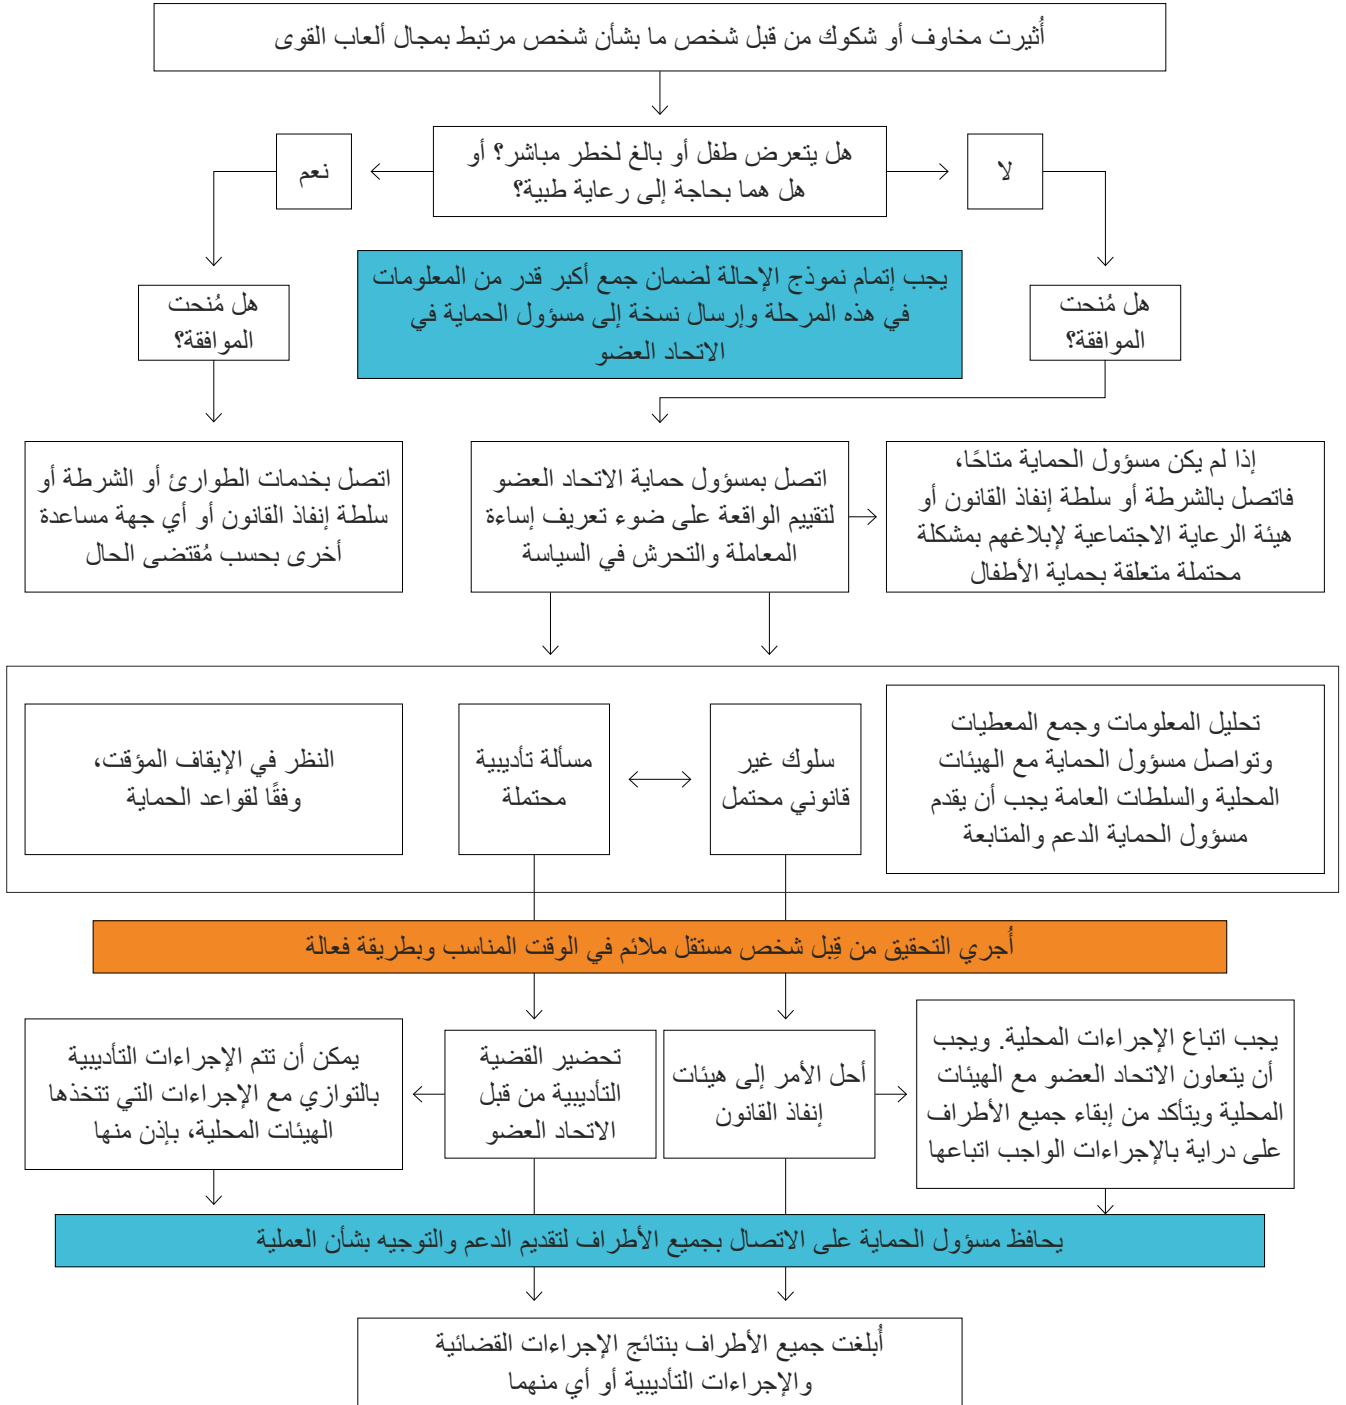 أُثيرت مخاوف أو شكوك من قبل شخص ما بشأن شخص مرتبط بمجال ألعاب القوى
هل يتعرض طفل أو بالغ لخطر مباشر؟ أو
هل هما بحاجة إلى رعاية طبية؟
لا
نعم
يجب إتمام نموذج الإحالة لضمان جمع أكبر قدر من المعلومات
في هذه المرحلة وإرسال نسخة إلى مسؤول الحماية في
الاتحاد العضو
هل مُنحت
الموافقة؟
هل مُنحت
الموافقة؟
إذا لم يكن مسؤول الحماية متاحًا،
فاتصل بالشرطة أو سلطة إنفاذ القانون أو
هيئة الرعاية الاجتماعية لإبلاغهم بمشكلة
محتملة متعلقة بحماية الأطفال
اتصل بمسؤول حماية الاتحاد العضو
لتقييم الواقعة على ضوء تعريف إساءة
المعاملة والتحرش في السياسة
اتصل بخدمات الطوارئ أو الشرطة أو
سلطة إنفاذ القانون أو أي جهة مساعدة
أخرى بحسب مُقتضى الحال
تحليل المعلومات وجمع المعطيات
وتواصل مسؤول الحماية مع الهيئات
المحلية والسلطات العامة يجب أن يقدم
مسؤول الحماية الدعم والمتابعة
سلوك غير
قانوني محتمل
مسألة تأديبية
محتملة
النظر في الإيقاف المؤقت،
وفقًا لقواعد الحماية
أُجري التحقيق من قِبل شخص مستقل ملائم في الوقت المناسب وبطريقة فعالة
يجب اتباع الإجراءات المحلية. ويجب
أن يتعاون الاتحاد العضو مع الهيئات
المحلية ويتأكد من إبقاء جميع الأطراف
على دراية بالإجراءات الواجب اتباعها
أحل الأمر إلى هيئات
إنفاذ القانون
تحضير القضية
التأديبية من قبل
الاتحاد العضو
يمكن أن تتم الإجراءات التأديبية
بالتوازي مع الإجراءات التي تتخذها
الهيئات المحلية، بإذن منها
يحافظ مسؤول الحماية على الاتصال بجميع الأطراف لتقديم الدعم والتوجيه بشأن العملية
أُبلغت جميع الأطراف بنتائج الإجراءات القضائية
والإجراءات التأديبية أو أي منهما